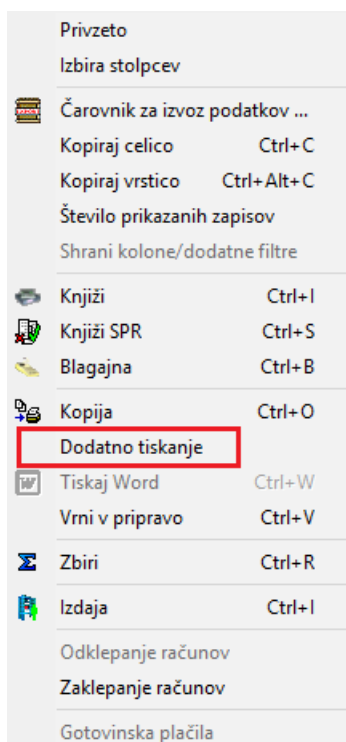 Privzeto
Izbira stolpcev
Čarovnik za izvoz podatkov ...
Kopiraj celico Ctrl+C
Kopiraj vrstico Ctrl+Alt+C
Število prikazanih zapisov
Shrani kolone/dodatne filtre
Knjiži Ctrl+I
Knjiži SPR Ctrl+S
Blagajna Ctrl+B
Kopija Ctrl+O
Dodatno tiskanje
Tiskaj Word Ctrl+W
Vrni v pripravo Ctrl+V
Zbiri Ctrl+R
Izdaja Ctrl+I
Odklepanje računov
Zaklepanje računov
Gotovinska plačila